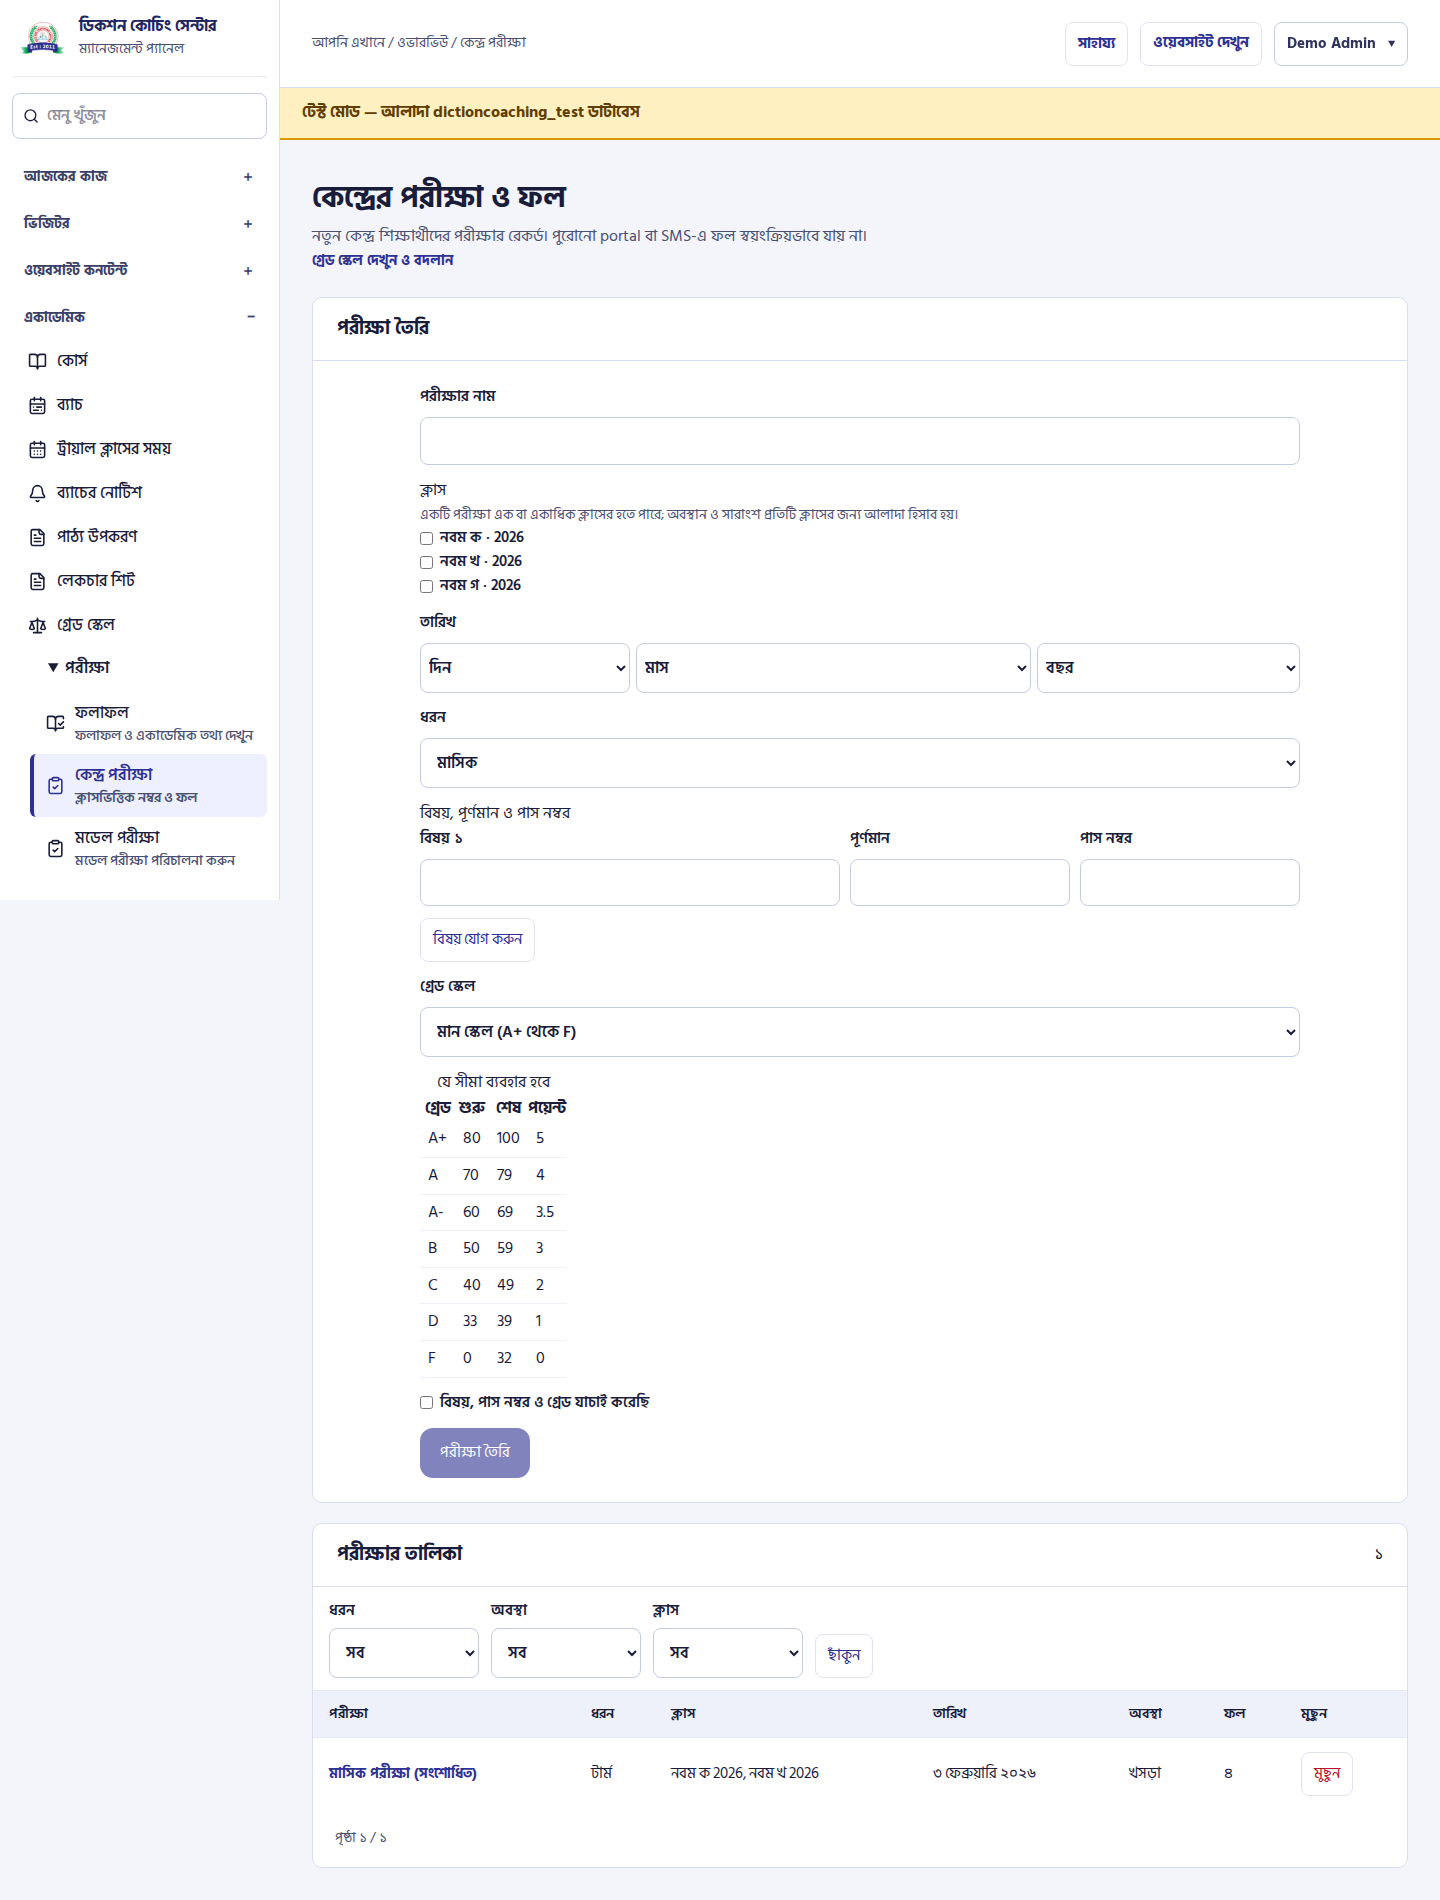 ডিকশন কোচিং সেন্টার
ম্যানেজমেন্ট প্যানেল
Est : 2011
মেনু খুঁজুন
আজকের কাজ +
ভিজিটর +
ওয়েবসাইট কনটেন্ট +
একাডেমিক −
কোর্স
ব্যাচ
ট্রায়াল ক্লাসের সময়
ব্যাচের নোটিশ
পাঠ্য উপকরণ
লেকচার শিট
গ্রেড স্কেল
▼ পরীক্ষা
ফলাফল
ফলাফল ও একাডেমিক তথ্য দেখুন
কেন্দ্র পরীক্ষা
ক্লাসভিত্তিক নম্বর ও ফল
মডেল পরীক্ষা
মডেল পরীক্ষা পরিচালনা করুন
আপনি এখানে / ওভারভিউ / কেন্দ্র পরীক্ষা
সাহায্য
ওয়েবসাইট দেখুন
Demo Admin ▼
টেস্ট মোড — আলাদা dictioncoaching_test ডাটাবেস
কেন্দ্রের পরীক্ষা ও ফল
নতুন কেন্দ্র শিক্ষার্থীদের পরীক্ষার রেকর্ড। পুরোনো portal বা SMS-এ ফল স্বয়ংক্রিয়ভাবে যায় না।
গ্রেড স্কেল দেখুন ও বদলান
পরীক্ষা তৈরি
পরীক্ষার নাম
ক্লাস
একটি পরীক্ষা এক বা একাধিক ক্লাসের হতে পারে; অবস্থান ও সারাংশ প্রতিটি ক্লাসের জন্য আলাদা হিসাব হয়।
নবম ক · 2026
নবম খ · 2026
নবম গ · 2026
তারিখ
দিন মাস বছর
ধরন
মাসিক
বিষয়, পূর্ণমান ও পাস নম্বর
বিষয় ১ পূর্ণমান পাস নম্বর
বিষয় যোগ করুন
গ্রেড স্কেল
মান স্কেল (A+ থেকে F)
যে সীমা ব্যবহার হবে
গ্রেড শুরু শেষ পয়েন্ট
A+ 80 100 5
A 70 79 4
A- 60 69 3.5
B 50 59 3
C 40 49 2
D 33 39 1
F 0 32 0
বিষয়, পাস নম্বর ও গ্রেড যাচাই করেছি
পরীক্ষা তৈরি
পরীক্ষার তালিকা ১
ধরন অবস্থা ক্লাস
সব সব সব ছাঁকুন
পরীক্ষা ধরন ক্লাস তারিখ অবস্থা ফল মুছুন
মাসিক পরীক্ষা (সংশোধিত) টার্ম নবম ক 2026, নবম খ 2026 ৩ ফেব্রুয়ারি ২০২৬ খসড়া ৪ মুছুন
পৃষ্ঠা ১ / ১